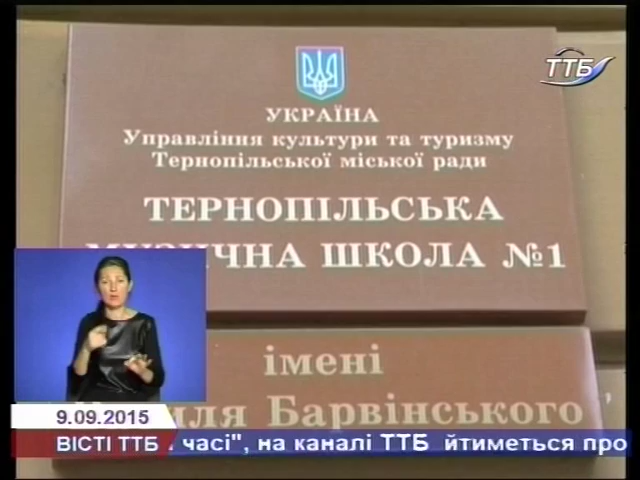 ТТБ
УКРАЇНА
Управління культури та туризму
Тернопільської міської ради
ТЕРНОПІЛЬСЬКА
ЧНА ШКОЛА №1
імені
ля Барвінського
9.09.2015
ВІСТІ ТТБ
часі", на каналі ТТБ йтиметься про